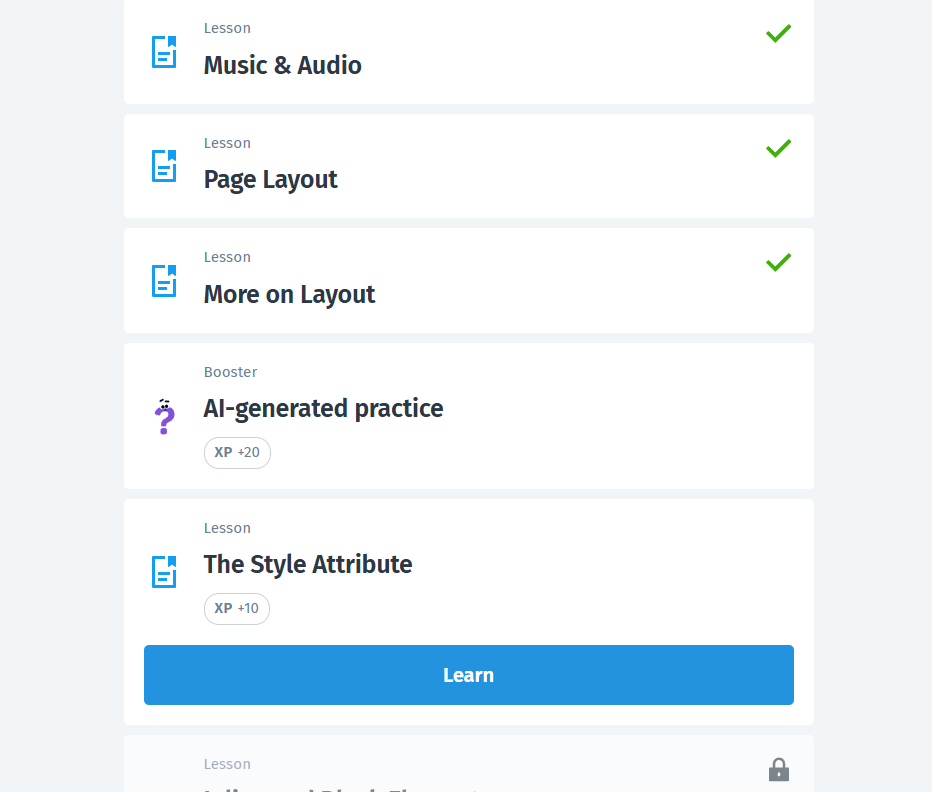 Lesson
Music & Audio
Lesson
Page Layout
Lesson
More on Layout
Booster
AI-generated practice
XP +20
Lesson
The Style Attribute
XP +10
Learn
Lesson